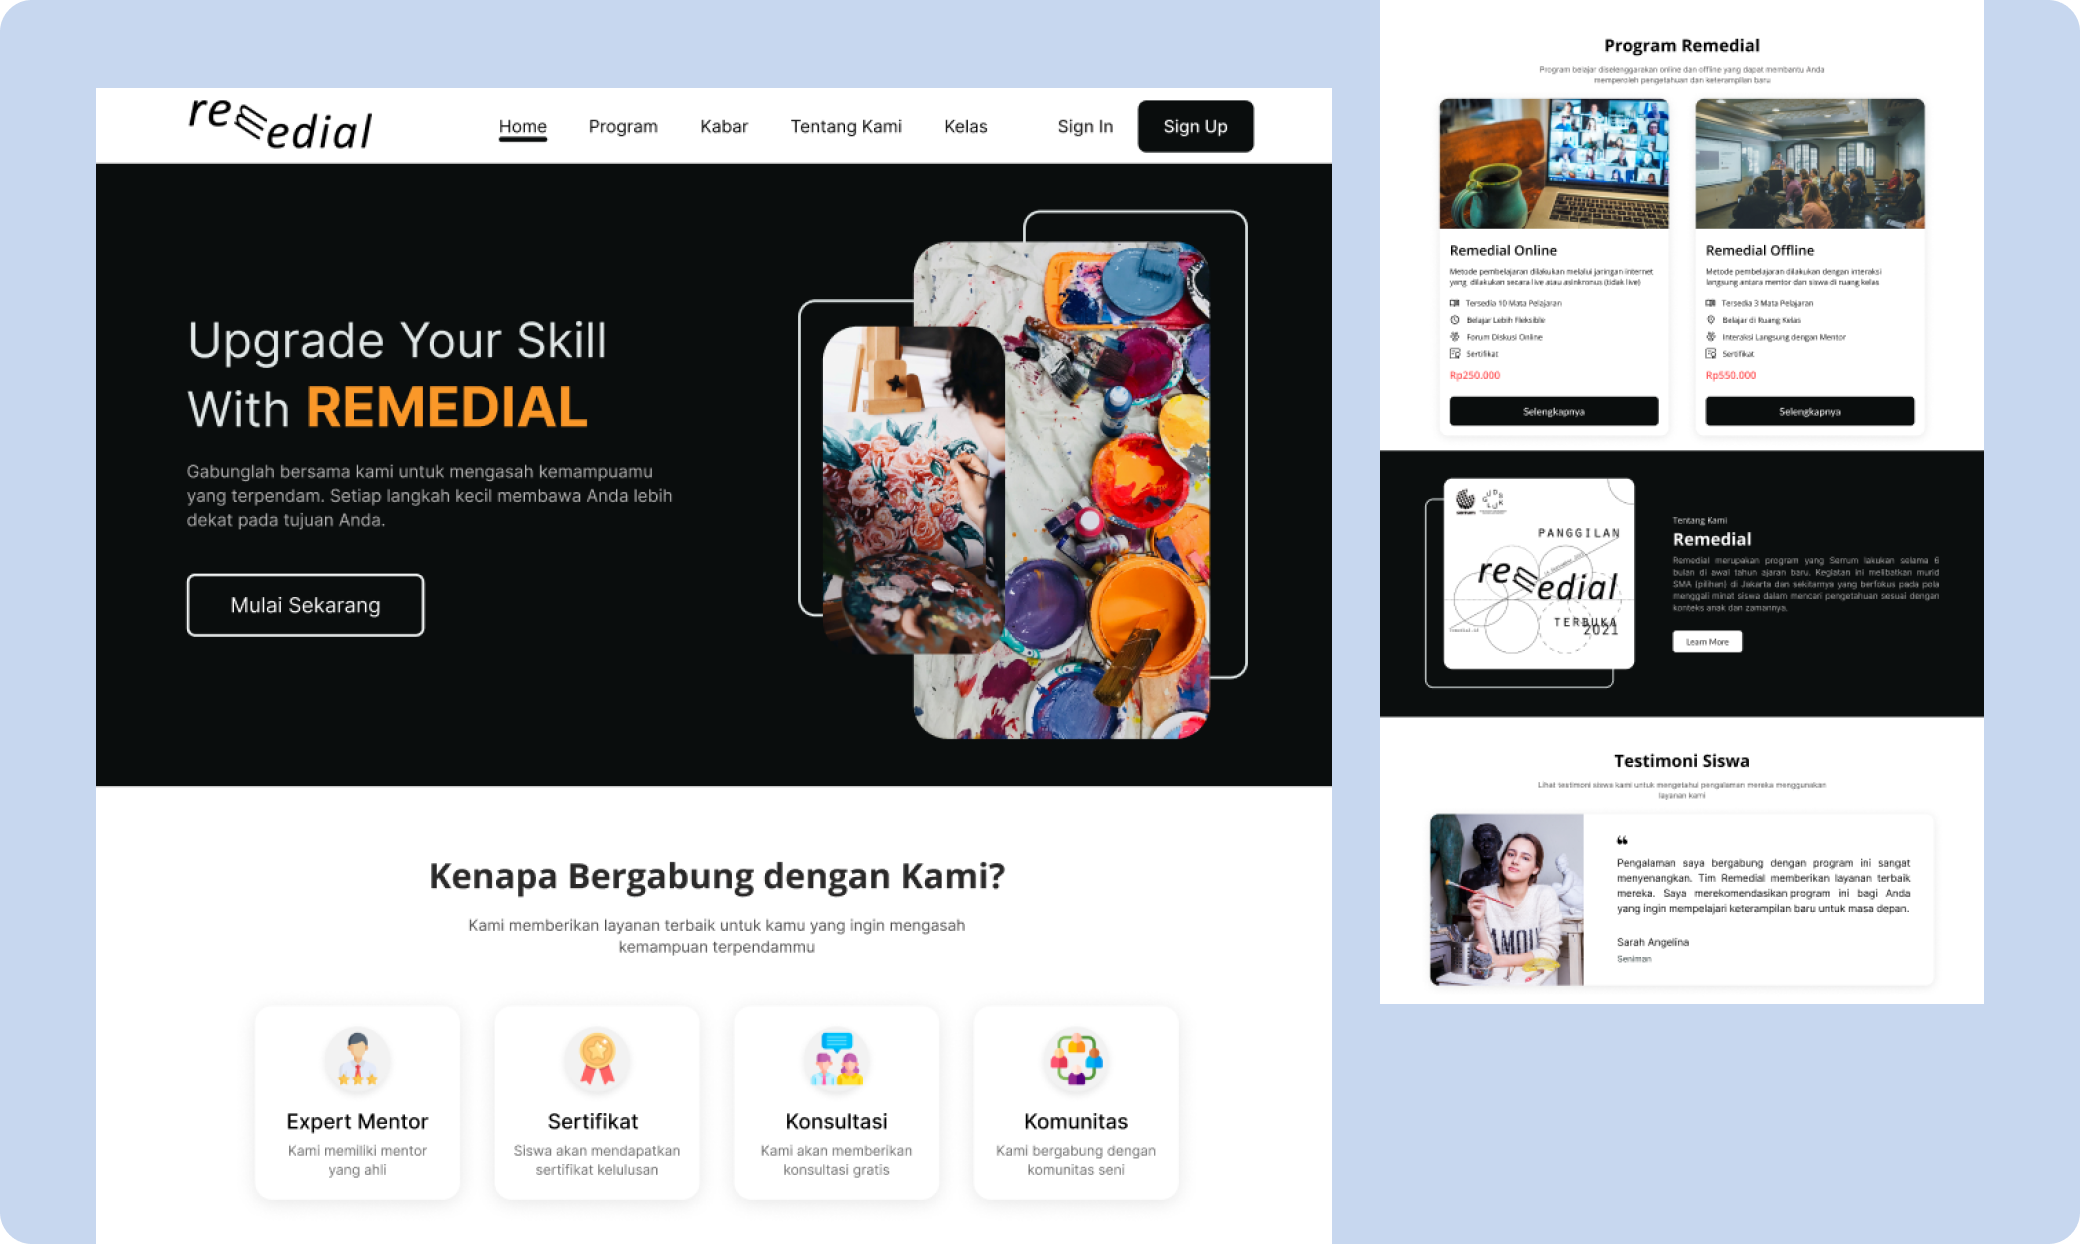 remedial
Home
Program
Kabar
Tentang Kami
Kelas
Sign In
Sign Up
Upgrade Your Skill
With REMEDIAL
Gabunglah bersama kami untuk mengasah kemampuamu
yang terpendam. Setiap langkah kecil membawa Anda lebih
dekat pada tujuan Anda.
Mulai Sekarang
Kenapa Bergabung dengan Kami?
Kami memberikan layanan terbaik untuk kamu yang ingin mengasah
kemampuan terpendammu
Expert Mentor
Kami memiliki mentor
yang ahli
Sertifikat
Siswa akan mendapatkan
sertifikat kelulusan
Konsultasi
Kami akan memberikan
konsultasi gratis
Komunitas
Kami bergabung dengan
komunitas seni
Program Remedial
Program belajar diselenggarakan online dan offline yang dapat membantu Anda
memperoleh pengetahuan dan keterampilan baru
Remedial Online
Metode pembelajaran dilakukan melalui jaringan internet
yang dilakukan secara live atau asinkronus (tidak live)
Tersedia 10 Mata Pelajaran
Belajar Lebih Fleksible
Forum Diskusi Online
Sertifikat
Rp250.000
Selengkapnya
Remedial Offline
Metode pembelajaran dilakukan dengan interaksi
langsung antara mentor dan siswa di ruang kelas
Tersedia 3 Mata Pelajaran
Belajar di Ruang Kelas
Interaksi Langsung dengan Mentor
Sertifikat
Rp550.000
Selengkapnya
serrum
GUDSKUL
PANGGILAN
remedial
TERBUKA
2021
remedial.id
Tentang Kami
Remedial
Remedial merupakan program yang Serrum lakukan selama 6
bulan di awal tahun ajaran baru. Kegiatan ini melibatkan murid
SMA (pilihan) di Jakarta dan sekitarnya yang berfokus pada pola
menggali minat siswa dalam mencari pengetahuan sesuai dengan
konteks anak dan zamannya.
Learn More
Testimoni Siswa
Lihat testimoni siswa kami untuk mengetahui pengalaman mereka menggunakan
layanan kami
AMOU
❝
Pengalaman saya bergabung dengan program ini sangat
menyenangkan. Tim Remedial memberikan layanan terbaik
mereka. Saya merekomendasikan program ini bagi Anda
yang ingin mempelajari keterampilan baru untuk masa depan.
Sarah Angelina
Seniman